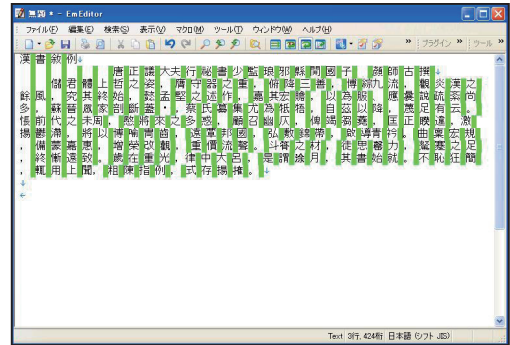 無題 * - EmEditor
ファイル(F) 編集(E) 検索(S) 表示(V) マクロ(M) ツール(T) ウィンドウ(W) ヘルプ(H)
プラグイン ツール
漢書敘例
唐正議大夫行秘書少監琅邪縣開國子 顏師古撰
儲君體上哲之姿,膺守器之重,俯降三善,博綜九流,觀炎漢之
餘風,究其終始,懿孟堅之述作,嘉其宏贍,以為服、應曩說疏紊尚
多,蘇、晉眾家剖斷蓋・,蔡氏纂集尤為抵牾,自茲以降,蔑足有云。
悵前代之未周,愍將來之多惑,顧召幽仄,俾竭芻蕘,匡正睽違,激
揚鬱滯,將以博喻胄齒,遠覃邦國,弘敷錦帶,啟導青衿。曲稟宏規
,備蒙嘉惠,增榮改觀,重價流聲。斗筲之材,徒思罄力,駑蹇之足
,終慚遠致。歲在重光,律中大呂,是謂涂月,其書始就。不恥狂簡
,輒用上聞,粗陳指例,式存揚搉。
Text 3行, 424桁 日本語 (シフト JIS)